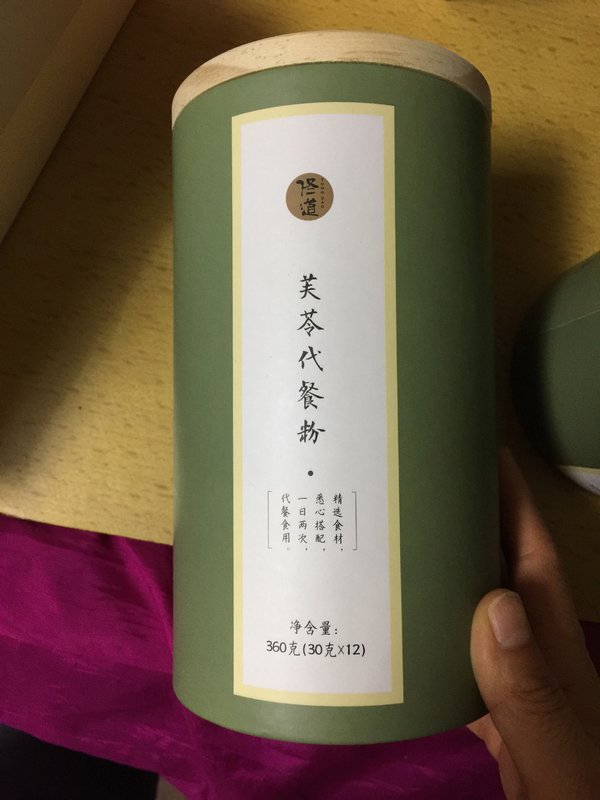 芙苓代餐粉
精选食材，
悉心搭配，
一日两次，
代餐食用。
净含量：
360克(30克×12)